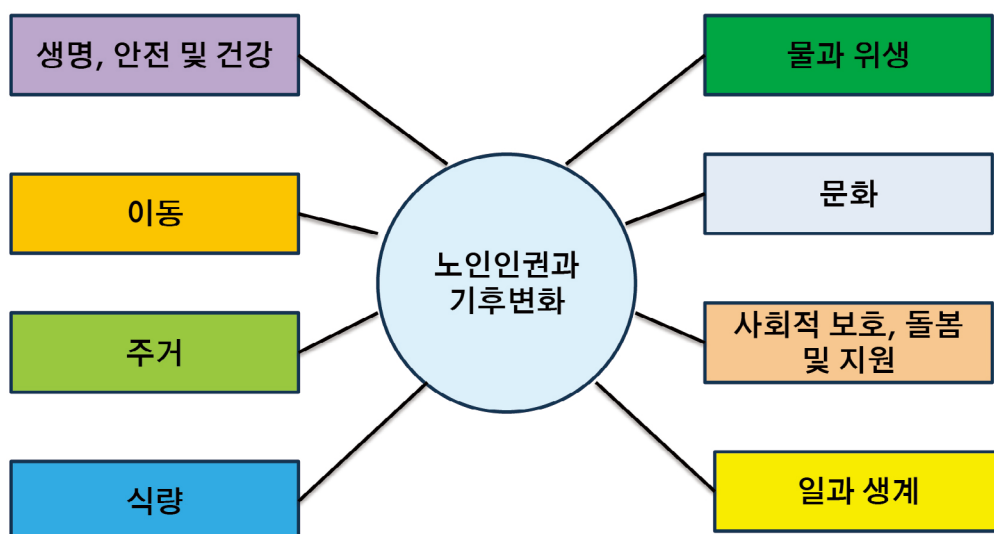 생명, 안전 및 건강
물과 위생
이동
문화
노인인권과
기후변화
주거
사회적 보호, 돌봄
및 지원
식량
일과 생계